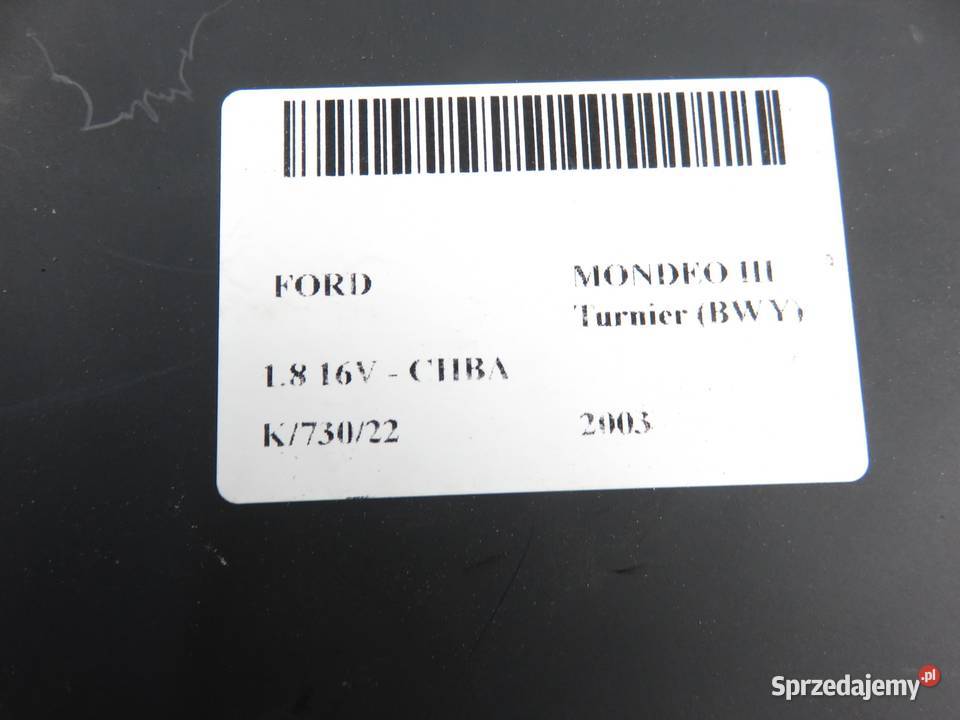 FORD
MONDEO III
Turnier (BWY)
1.8 16V - CHBA
K/730/22
2003
Sprzedajemy.pl